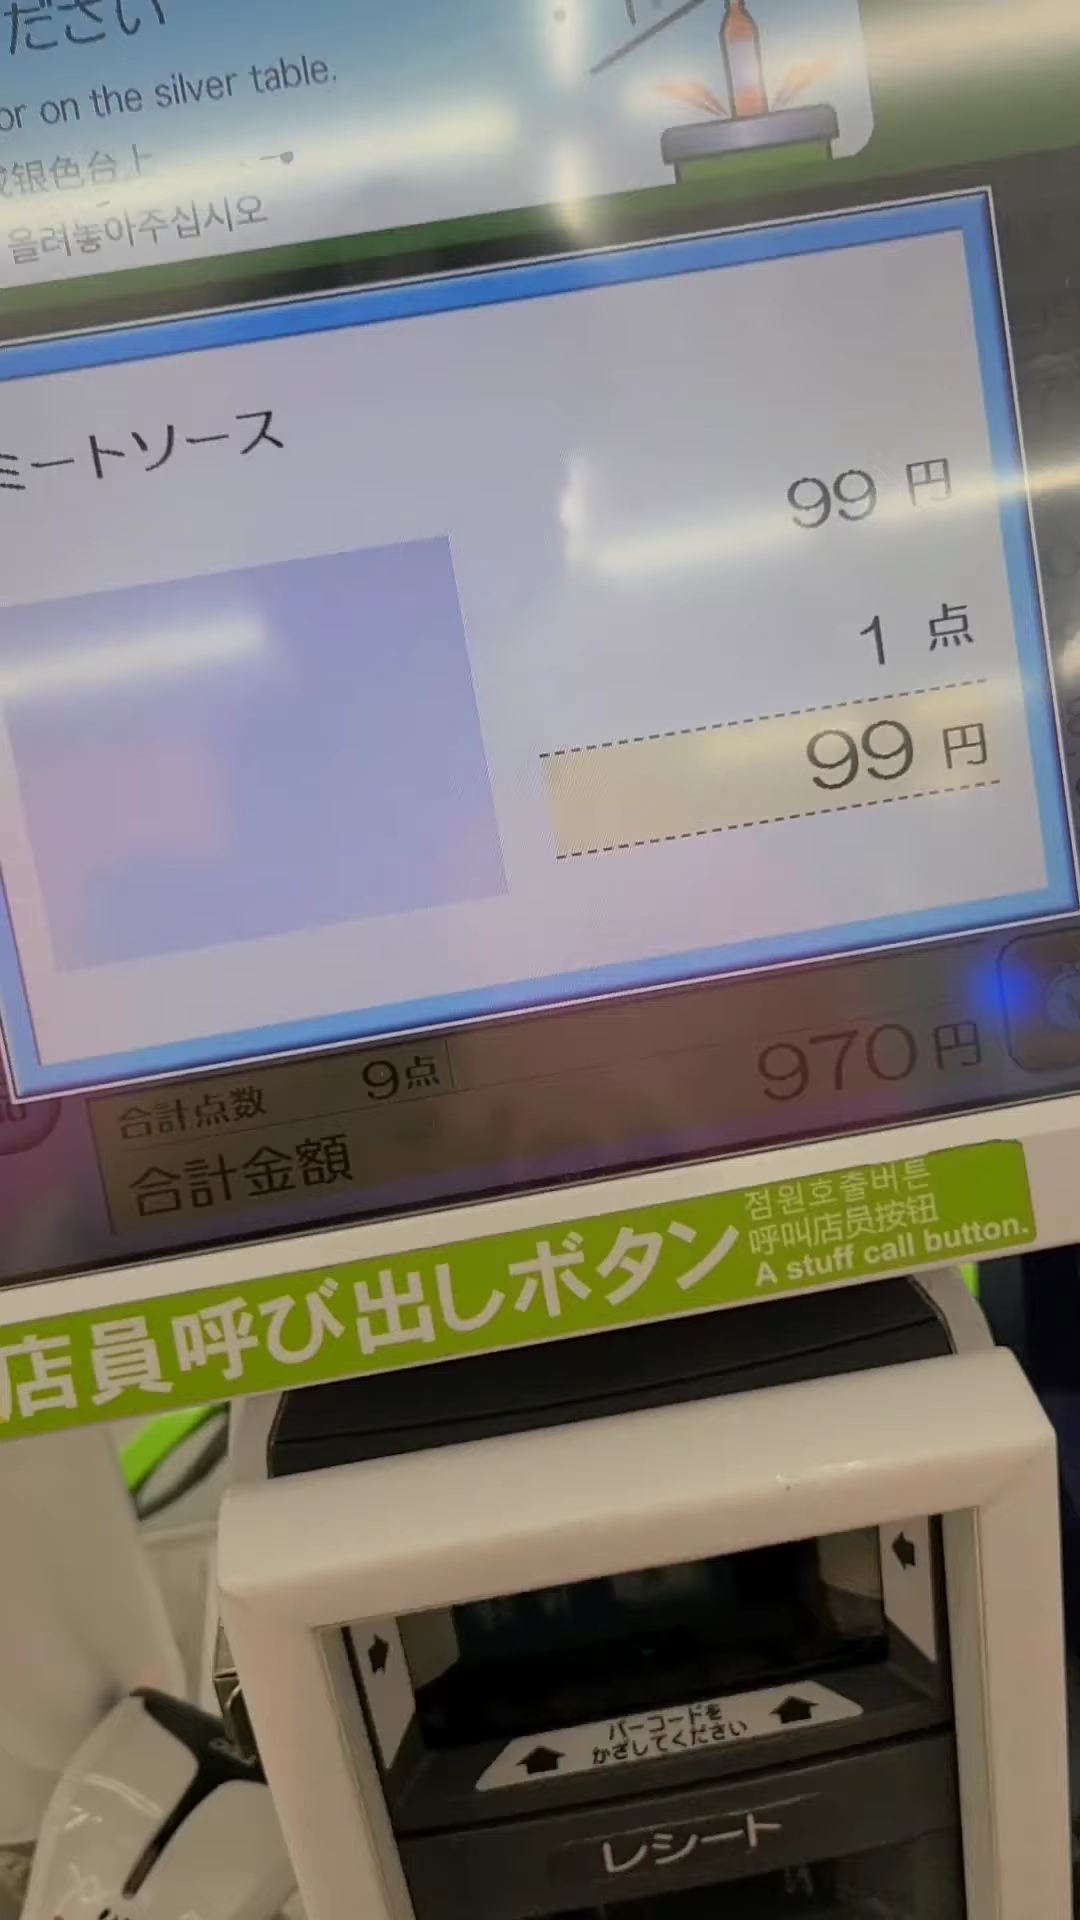 ださい
or on the silver table.
银色台上
올려놓아주십시오
ミートソース
99 円
1 点
99 円
合計点数 9点
970円
合計金額
店員呼び出しボタン
점원호출버튼
呼叫店员按钮
A stuff call button.
バーコードを
かざしてください
レシート